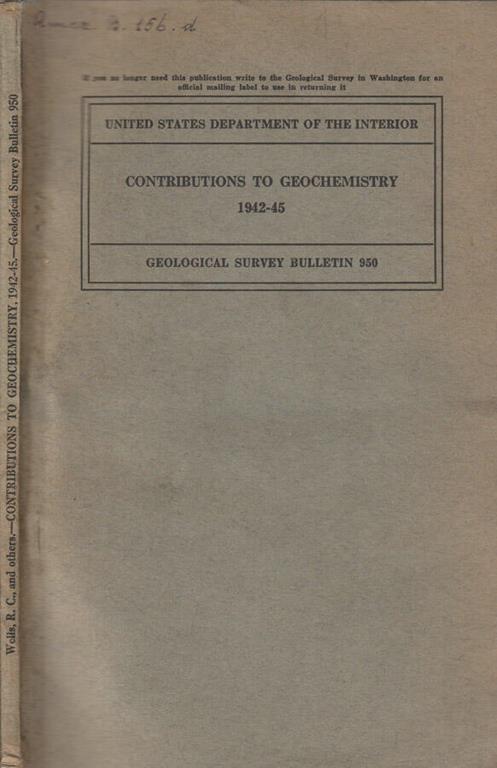 B. 156. d
If you no longer need this publication write to the Geological Survey in Washington for an
official mailing label to use in returning it
UNITED STATES DEPARTMENT OF THE INTERIOR
CONTRIBUTIONS TO GEOCHEMISTRY
1942-45
GEOLOGICAL SURVEY BULLETIN 950
Wells, R. C., and others.—CONTRIBUTIONS TO GEOCHEMISTRY, 1942-45.—Geological Survey Bulletin 950